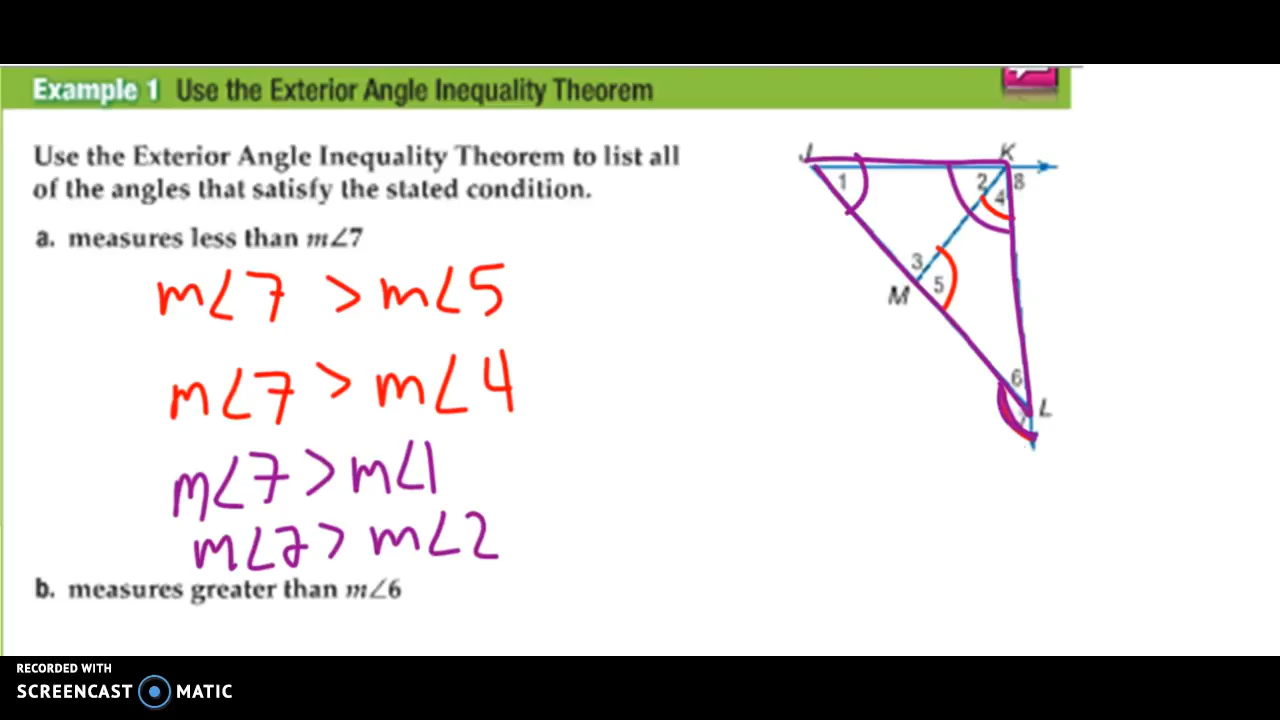 Example 1 Use the Exterior Angle Inequality Theorem
Use the Exterior Angle Inequality Theorem to list all
of the angles that satisfy the stated condition.
a. measures less than m∠7
m∠7 > m∠5
m∠7 > m∠4
m∠7 > m∠1
m∠7 > m∠2
b. measures greater than m∠6
J
K
1
2
8
4
3
5
M
6
L
RECORDED WITH
SCREENCAST MATIC